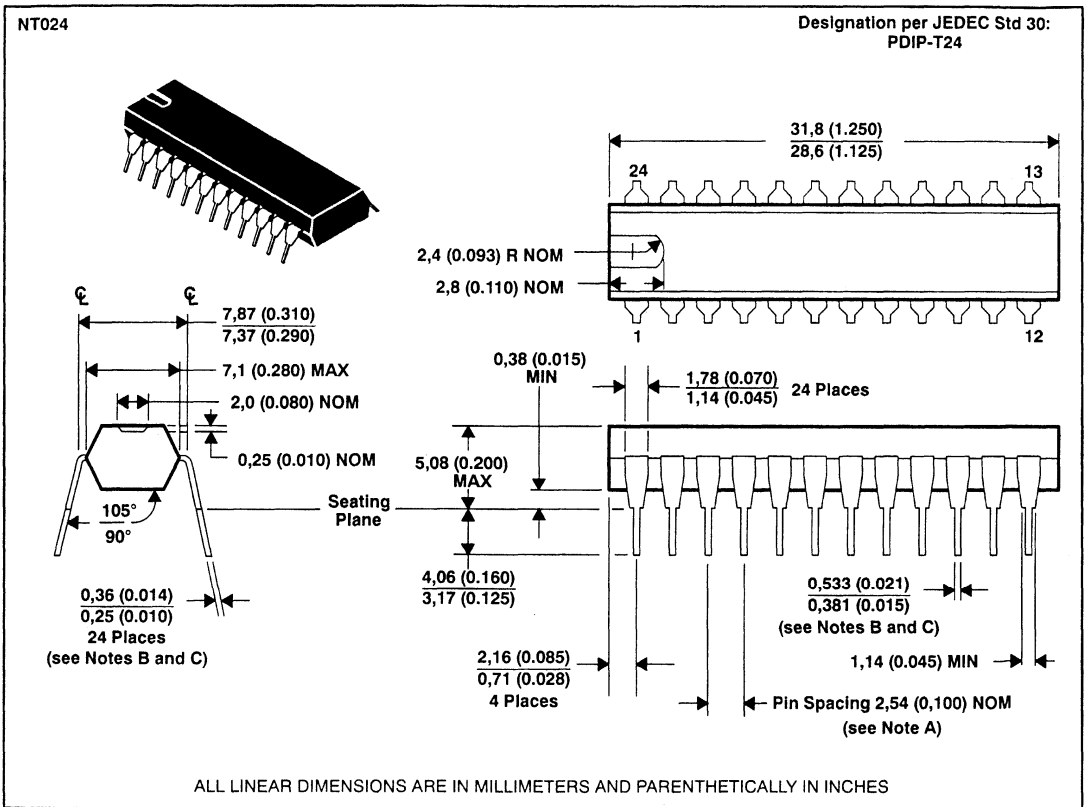 NT024
Designation per JEDEC Std 30:
PDIP-T24
31,8 (1.250)
28,6 (1.125)
24
13
2,4 (0.093) R NOM
2,8 (0.110) NOM
1
12
℄
℄
7,87 (0.310)
7,37 (0.290)
7,1 (0.280) MAX
2,0 (0.080) NOM
0,25 (0.010) NOM
105°
90°
Seating
Plane
0,36 (0.014)
0,25 (0.010)
24 Places
(see Notes B and C)
0,38 (0.015)
MIN
1,78 (0.070)
1,14 (0.045)
24 Places
5,08 (0.200)
MAX
4,06 (0.160)
3,17 (0.125)
0,533 (0.021)
0,381 (0.015)
(see Notes B and C)
2,16 (0.085)
0,71 (0.028)
4 Places
1,14 (0.045) MIN
Pin Spacing 2,54 (0,100) NOM
(see Note A)
ALL LINEAR DIMENSIONS ARE IN MILLIMETERS AND PARENTHETICALLY IN INCHES